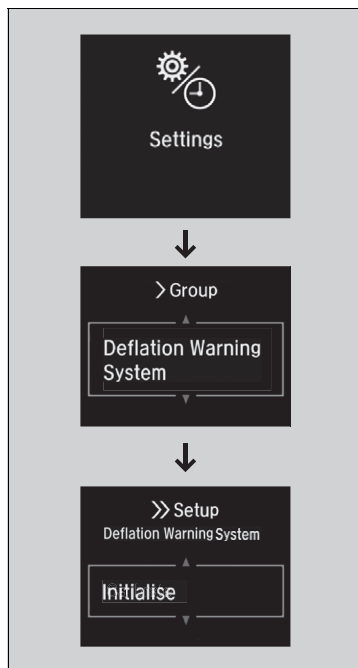 Settings
Group
Deflation Warning
System
Setup
Deflation Warning System
Initialise